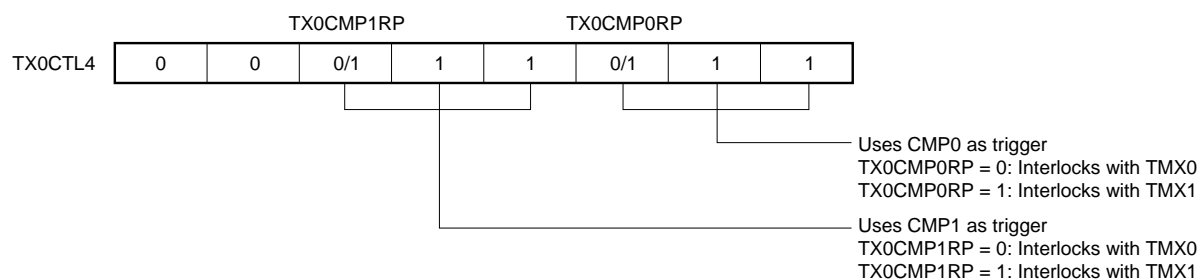 TX0CMP1RP TX0CMP0RP
TX0CTL4 0 0 0/1 1 1 0/1 1 1
Uses CMP0 as trigger
TX0CMP0RP = 0: Interlocks with TMX0
TX0CMP0RP = 1: Interlocks with TMX1
Uses CMP1 as trigger
TX0CMP1RP = 0: Interlocks with TMX0
TX0CMP1RP = 1: Interlocks with TMX1